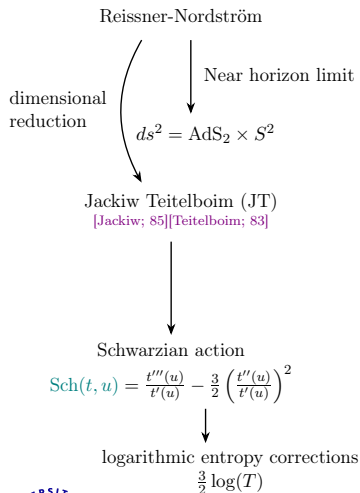 Reissner-Nordström
Near horizon limit
dimensional
reduction
ds² = AdS₂ × S²
Jackiw Teitelboim (JT)
[Jackiw; 85][Teitelboim; 83]
Schwarzian action
Sch(t, u) = t'''(u)/t'(u) − 3/2 (t''(u)/t'(u))²
logarithmic entropy corrections
3/2 log(T)